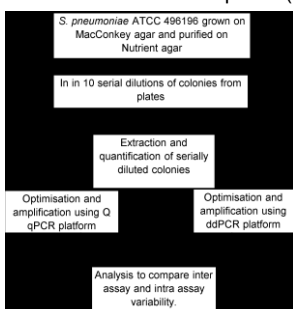 S. pneumoniae ATCC 496196 grown on
MacConkey agar and purified on
Nutrient agar
In in 10 serial dilutions of colonies from
plates
Extraction and
quantification of serially
diluted colonies
Optimisation and
amplification using Q
qPCR platform
Optimisation and
amplification using
ddPCR platform
Analysis to compare inter
assay and intra assay
variability.